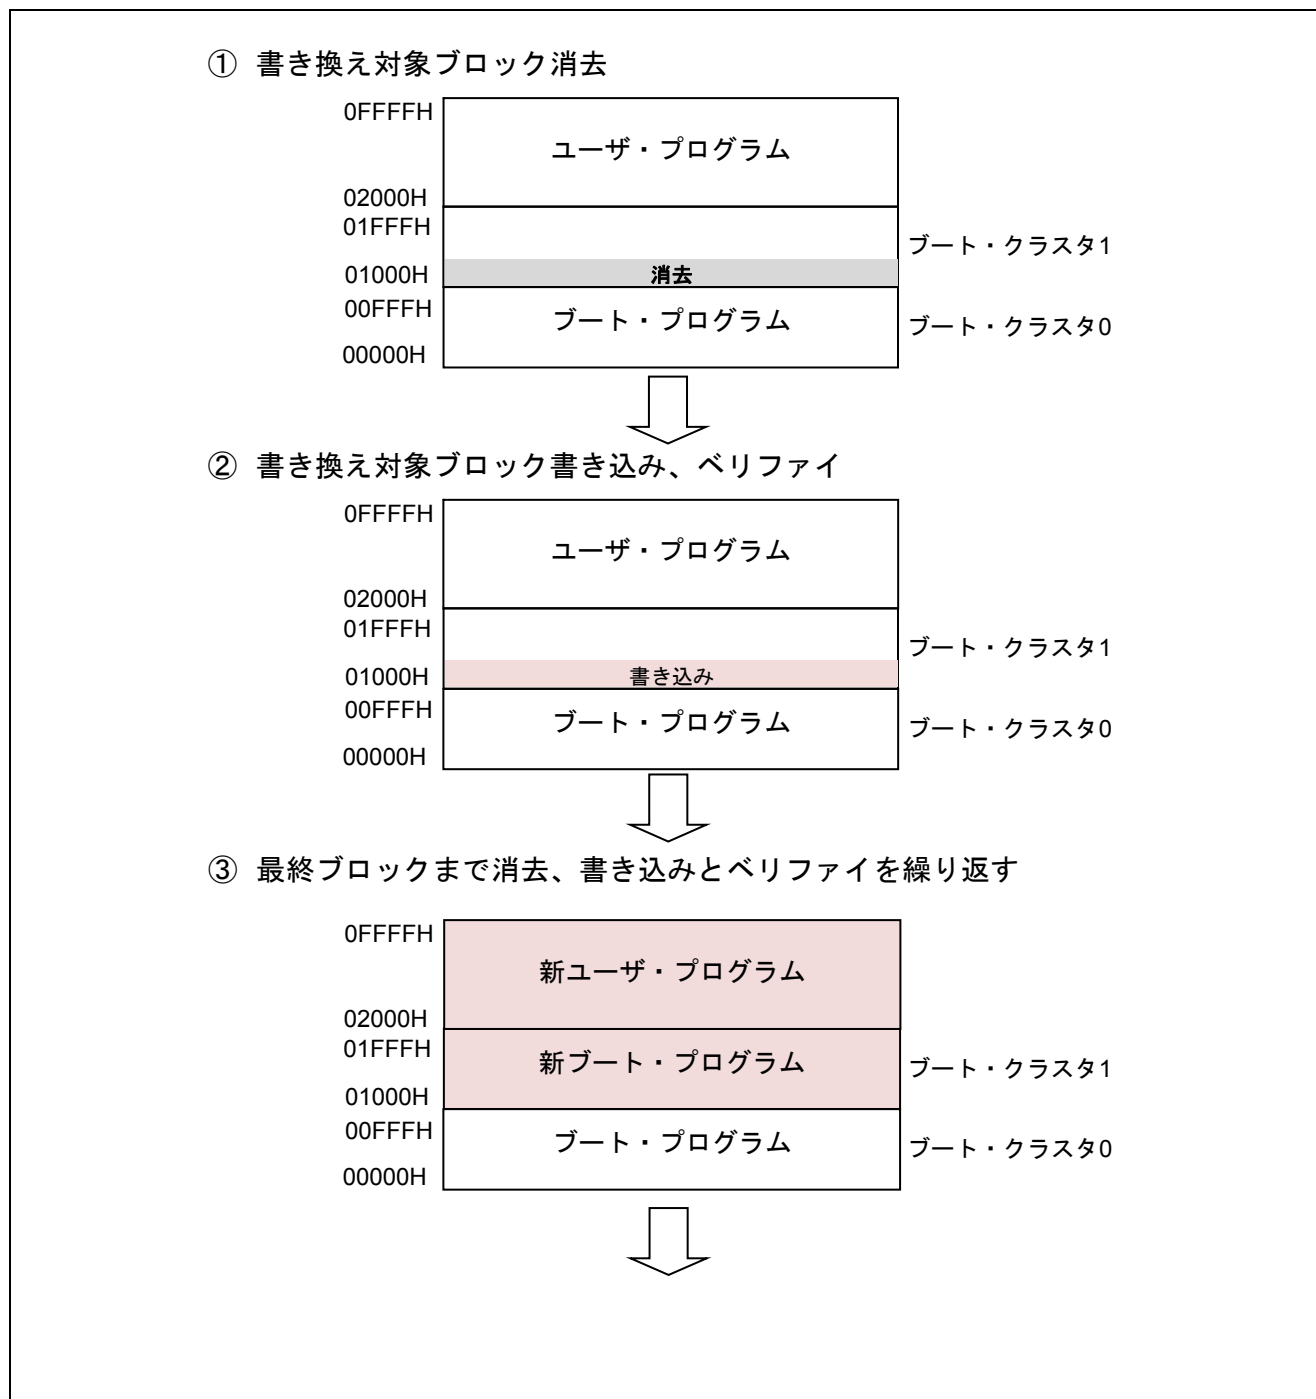 ① 書き換え対象ブロック消去
0FFFFH
ユーザ・プログラム
02000H
01FFFH
ブート・クラスタ1
01000H
消去
00FFFH
ブート・プログラム
ブート・クラスタ0
00000H
② 書き換え対象ブロック書き込み、ベリファイ
0FFFFH
ユーザ・プログラム
02000H
01FFFH
ブート・クラスタ1
01000H
書き込み
00FFFH
ブート・プログラム
ブート・クラスタ0
00000H
③ 最終ブロックまで消去、書き込みとベリファイを繰り返す
0FFFFH
新ユーザ・プログラム
02000H
01FFFH
新ブート・プログラム
ブート・クラスタ1
01000H
00FFFH
ブート・プログラム
ブート・クラスタ0
00000H